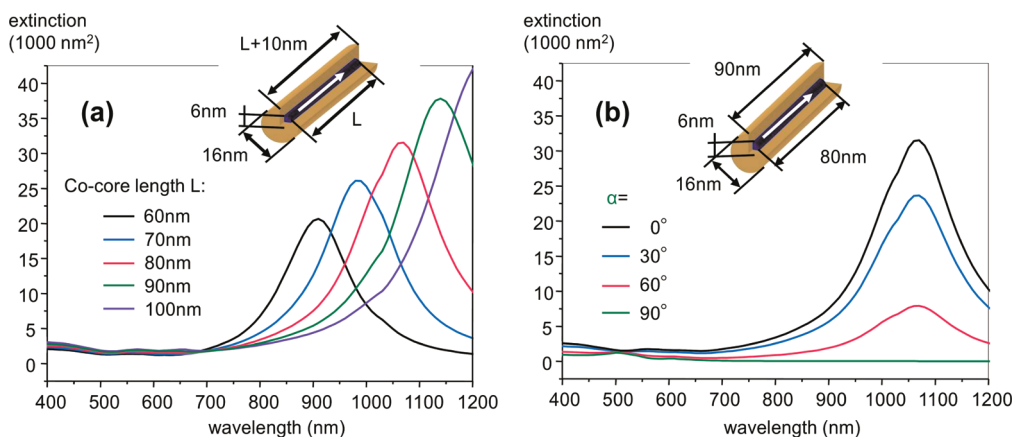 extinction
(1000 nm²)
(a)
L+10nm
6nm
16nm
L
Co-core length L:
60nm
70nm
80nm
90nm
100nm
40
35
30
25
20
15
10
5
0
400 500 600 700 800 900 1000 1100 1200
wavelength (nm)
extinction
(1000 nm²)
(b)
90nm
6nm
16nm
80nm
α=
0°
30°
60°
90°
40
35
30
25
20
15
10
5
0
400 500 600 700 800 900 1000 1100 1200
wavelength (nm)